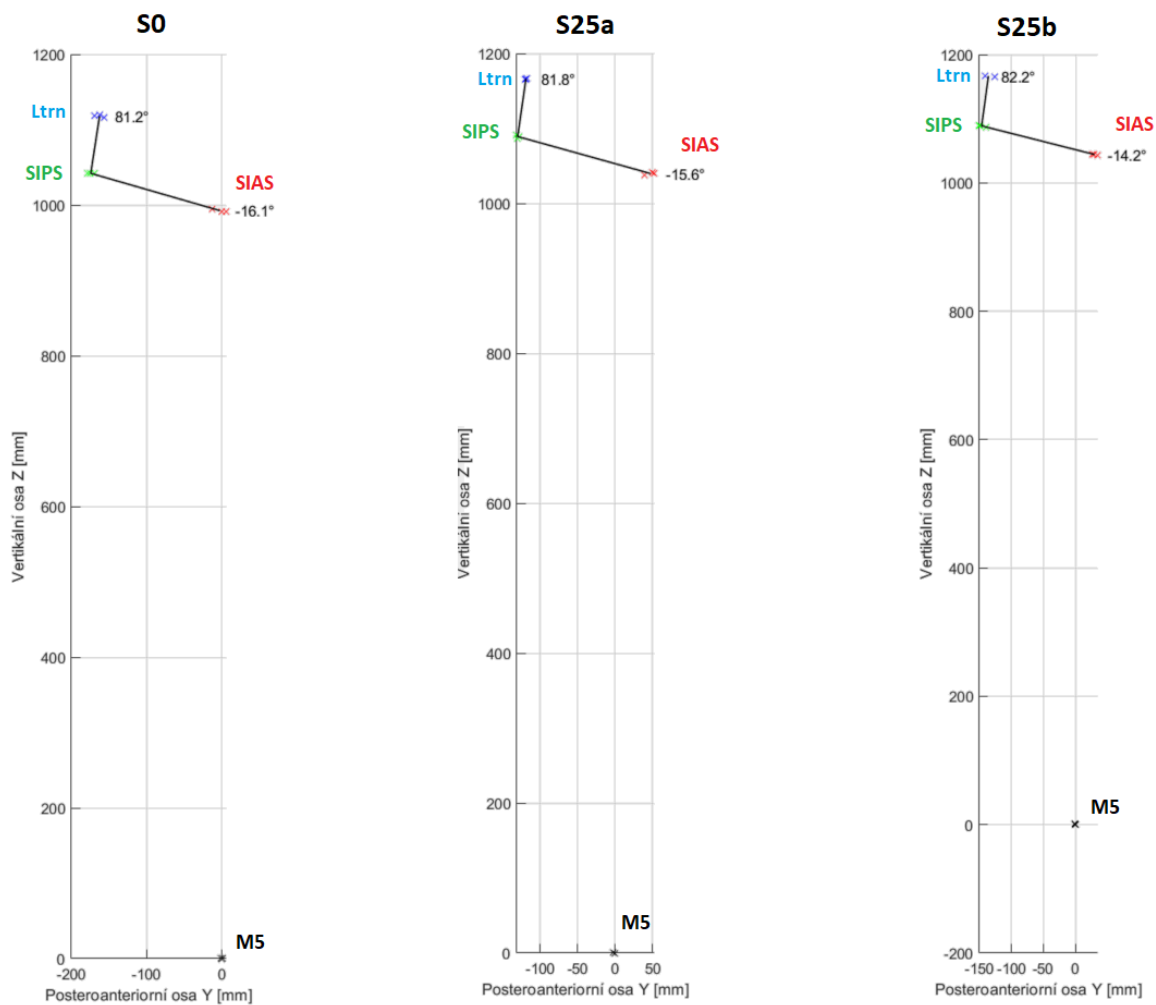 S0
1200
Ltrn
81.2°
SIPS
SIAS
1000
-16.1°
800
600
400
200
M5
0
-200
-100
0
Vertikální osa Z [mm]
Posteroanteriorní osa Y [mm]
S25a
1200
Ltrn
81.8°
SIPS
SIAS
1000
-15.6°
800
600
400
200
M5
0
-100
-50
0
50
Vertikální osa Z [mm]
Posteroanteriorní osa Y [mm]
S25b
1200
Ltrn
82.2°
SIPS
SIAS
-14.2°
1000
800
600
400
200
M5
0
-200
-150
-100
-50
0
Vertikální osa Z [mm]
Posteroanteriorní osa Y [mm]